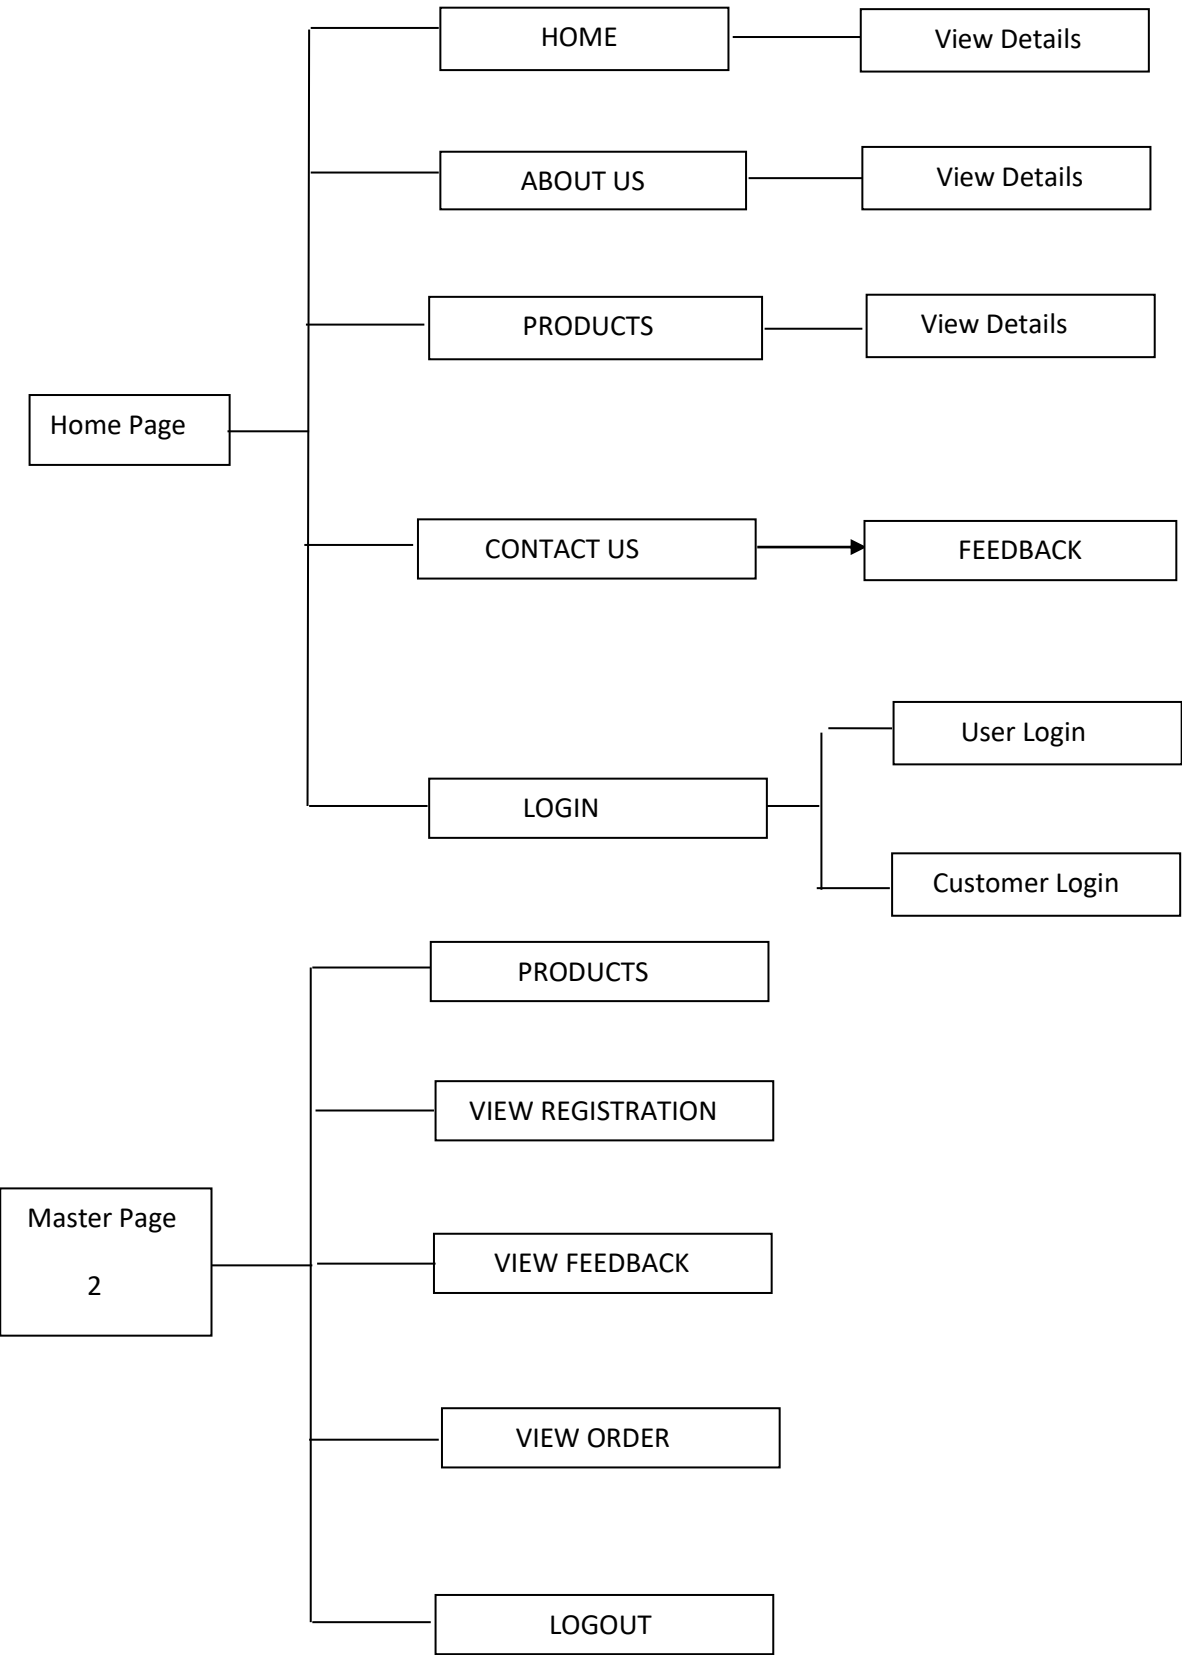 HOME
View Details
ABOUT US
View Details
PRODUCTS
View Details
Home Page
CONTACT US
FEEDBACK
User Login
LOGIN
Customer Login
PRODUCTS
VIEW REGISTRATION
Master Page
2
VIEW FEEDBACK
VIEW ORDER
LOGOUT